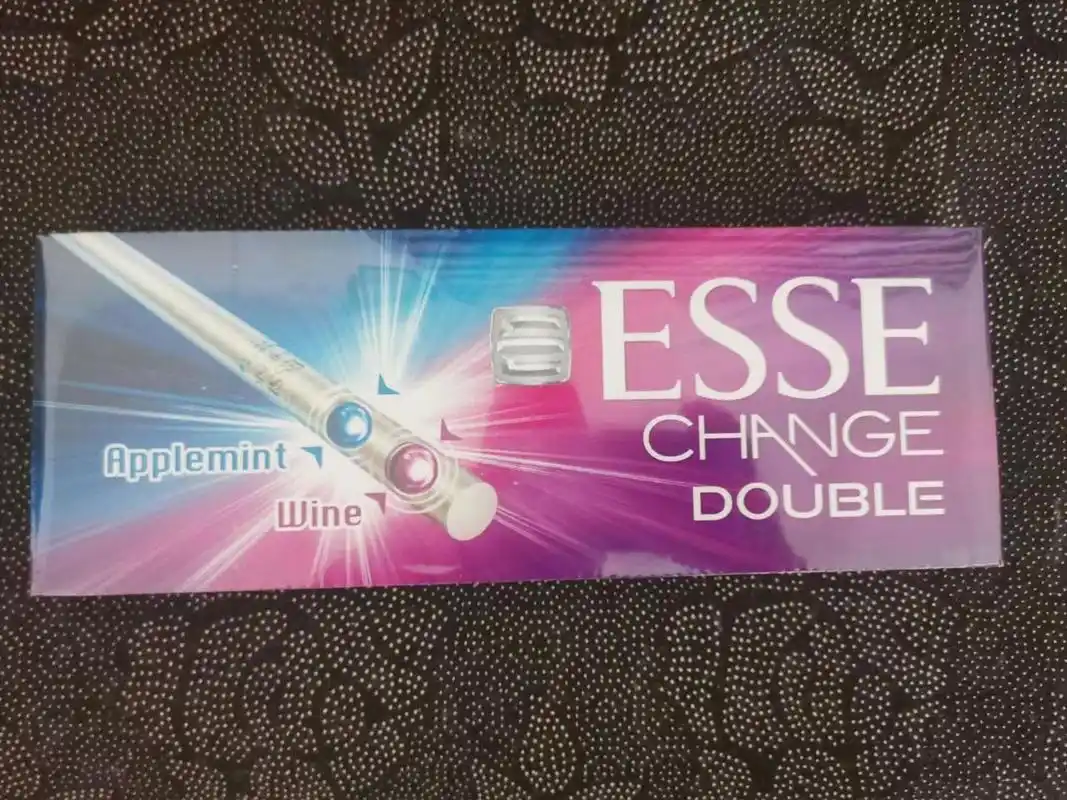 ESSE
CHANGE
DOUBLE
Applemint
Wine